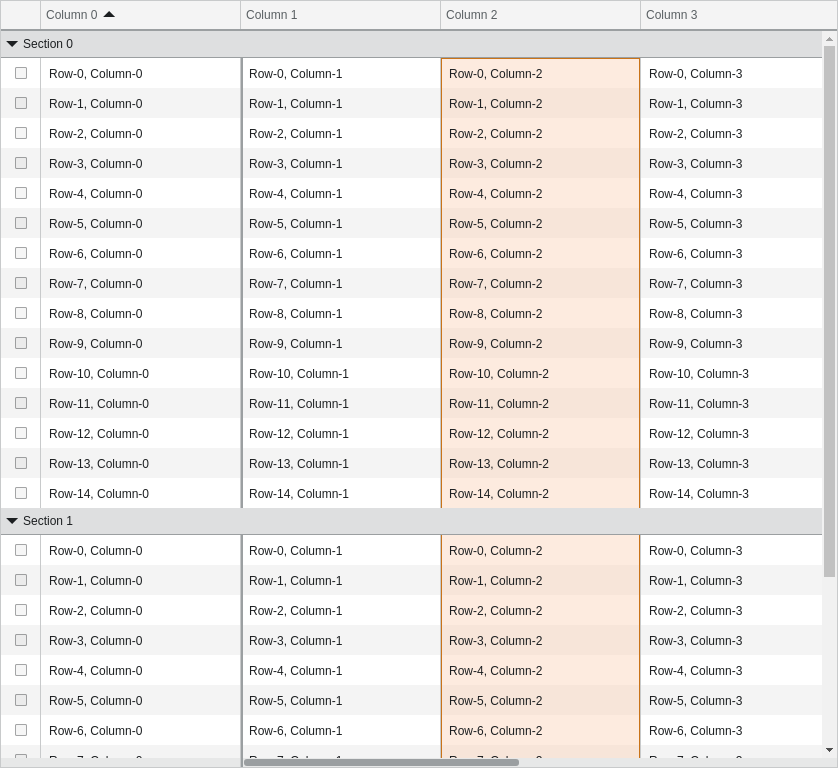 Column 0 Column 1 Column 2 Column 3
Section 0
Row-0, Column-0 Row-0, Column-1 Row-0, Column-2 Row-0, Column-3
Row-1, Column-0 Row-1, Column-1 Row-1, Column-2 Row-1, Column-3
Row-2, Column-0 Row-2, Column-1 Row-2, Column-2 Row-2, Column-3
Row-3, Column-0 Row-3, Column-1 Row-3, Column-2 Row-3, Column-3
Row-4, Column-0 Row-4, Column-1 Row-4, Column-2 Row-4, Column-3
Row-5, Column-0 Row-5, Column-1 Row-5, Column-2 Row-5, Column-3
Row-6, Column-0 Row-6, Column-1 Row-6, Column-2 Row-6, Column-3
Row-7, Column-0 Row-7, Column-1 Row-7, Column-2 Row-7, Column-3
Row-8, Column-0 Row-8, Column-1 Row-8, Column-2 Row-8, Column-3
Row-9, Column-0 Row-9, Column-1 Row-9, Column-2 Row-9, Column-3
Row-10, Column-0 Row-10, Column-1 Row-10, Column-2 Row-10, Column-3
Row-11, Column-0 Row-11, Column-1 Row-11, Column-2 Row-11, Column-3
Row-12, Column-0 Row-12, Column-1 Row-12, Column-2 Row-12, Column-3
Row-13, Column-0 Row-13, Column-1 Row-13, Column-2 Row-13, Column-3
Row-14, Column-0 Row-14, Column-1 Row-14, Column-2 Row-14, Column-3
Section 1
Row-0, Column-0 Row-0, Column-1 Row-0, Column-2 Row-0, Column-3
Row-1, Column-0 Row-1, Column-1 Row-1, Column-2 Row-1, Column-3
Row-2, Column-0 Row-2, Column-1 Row-2, Column-2 Row-2, Column-3
Row-3, Column-0 Row-3, Column-1 Row-3, Column-2 Row-3, Column-3
Row-4, Column-0 Row-4, Column-1 Row-4, Column-2 Row-4, Column-3
Row-5, Column-0 Row-5, Column-1 Row-5, Column-2 Row-5, Column-3
Row-6, Column-0 Row-6, Column-1 Row-6, Column-2 Row-6, Column-3